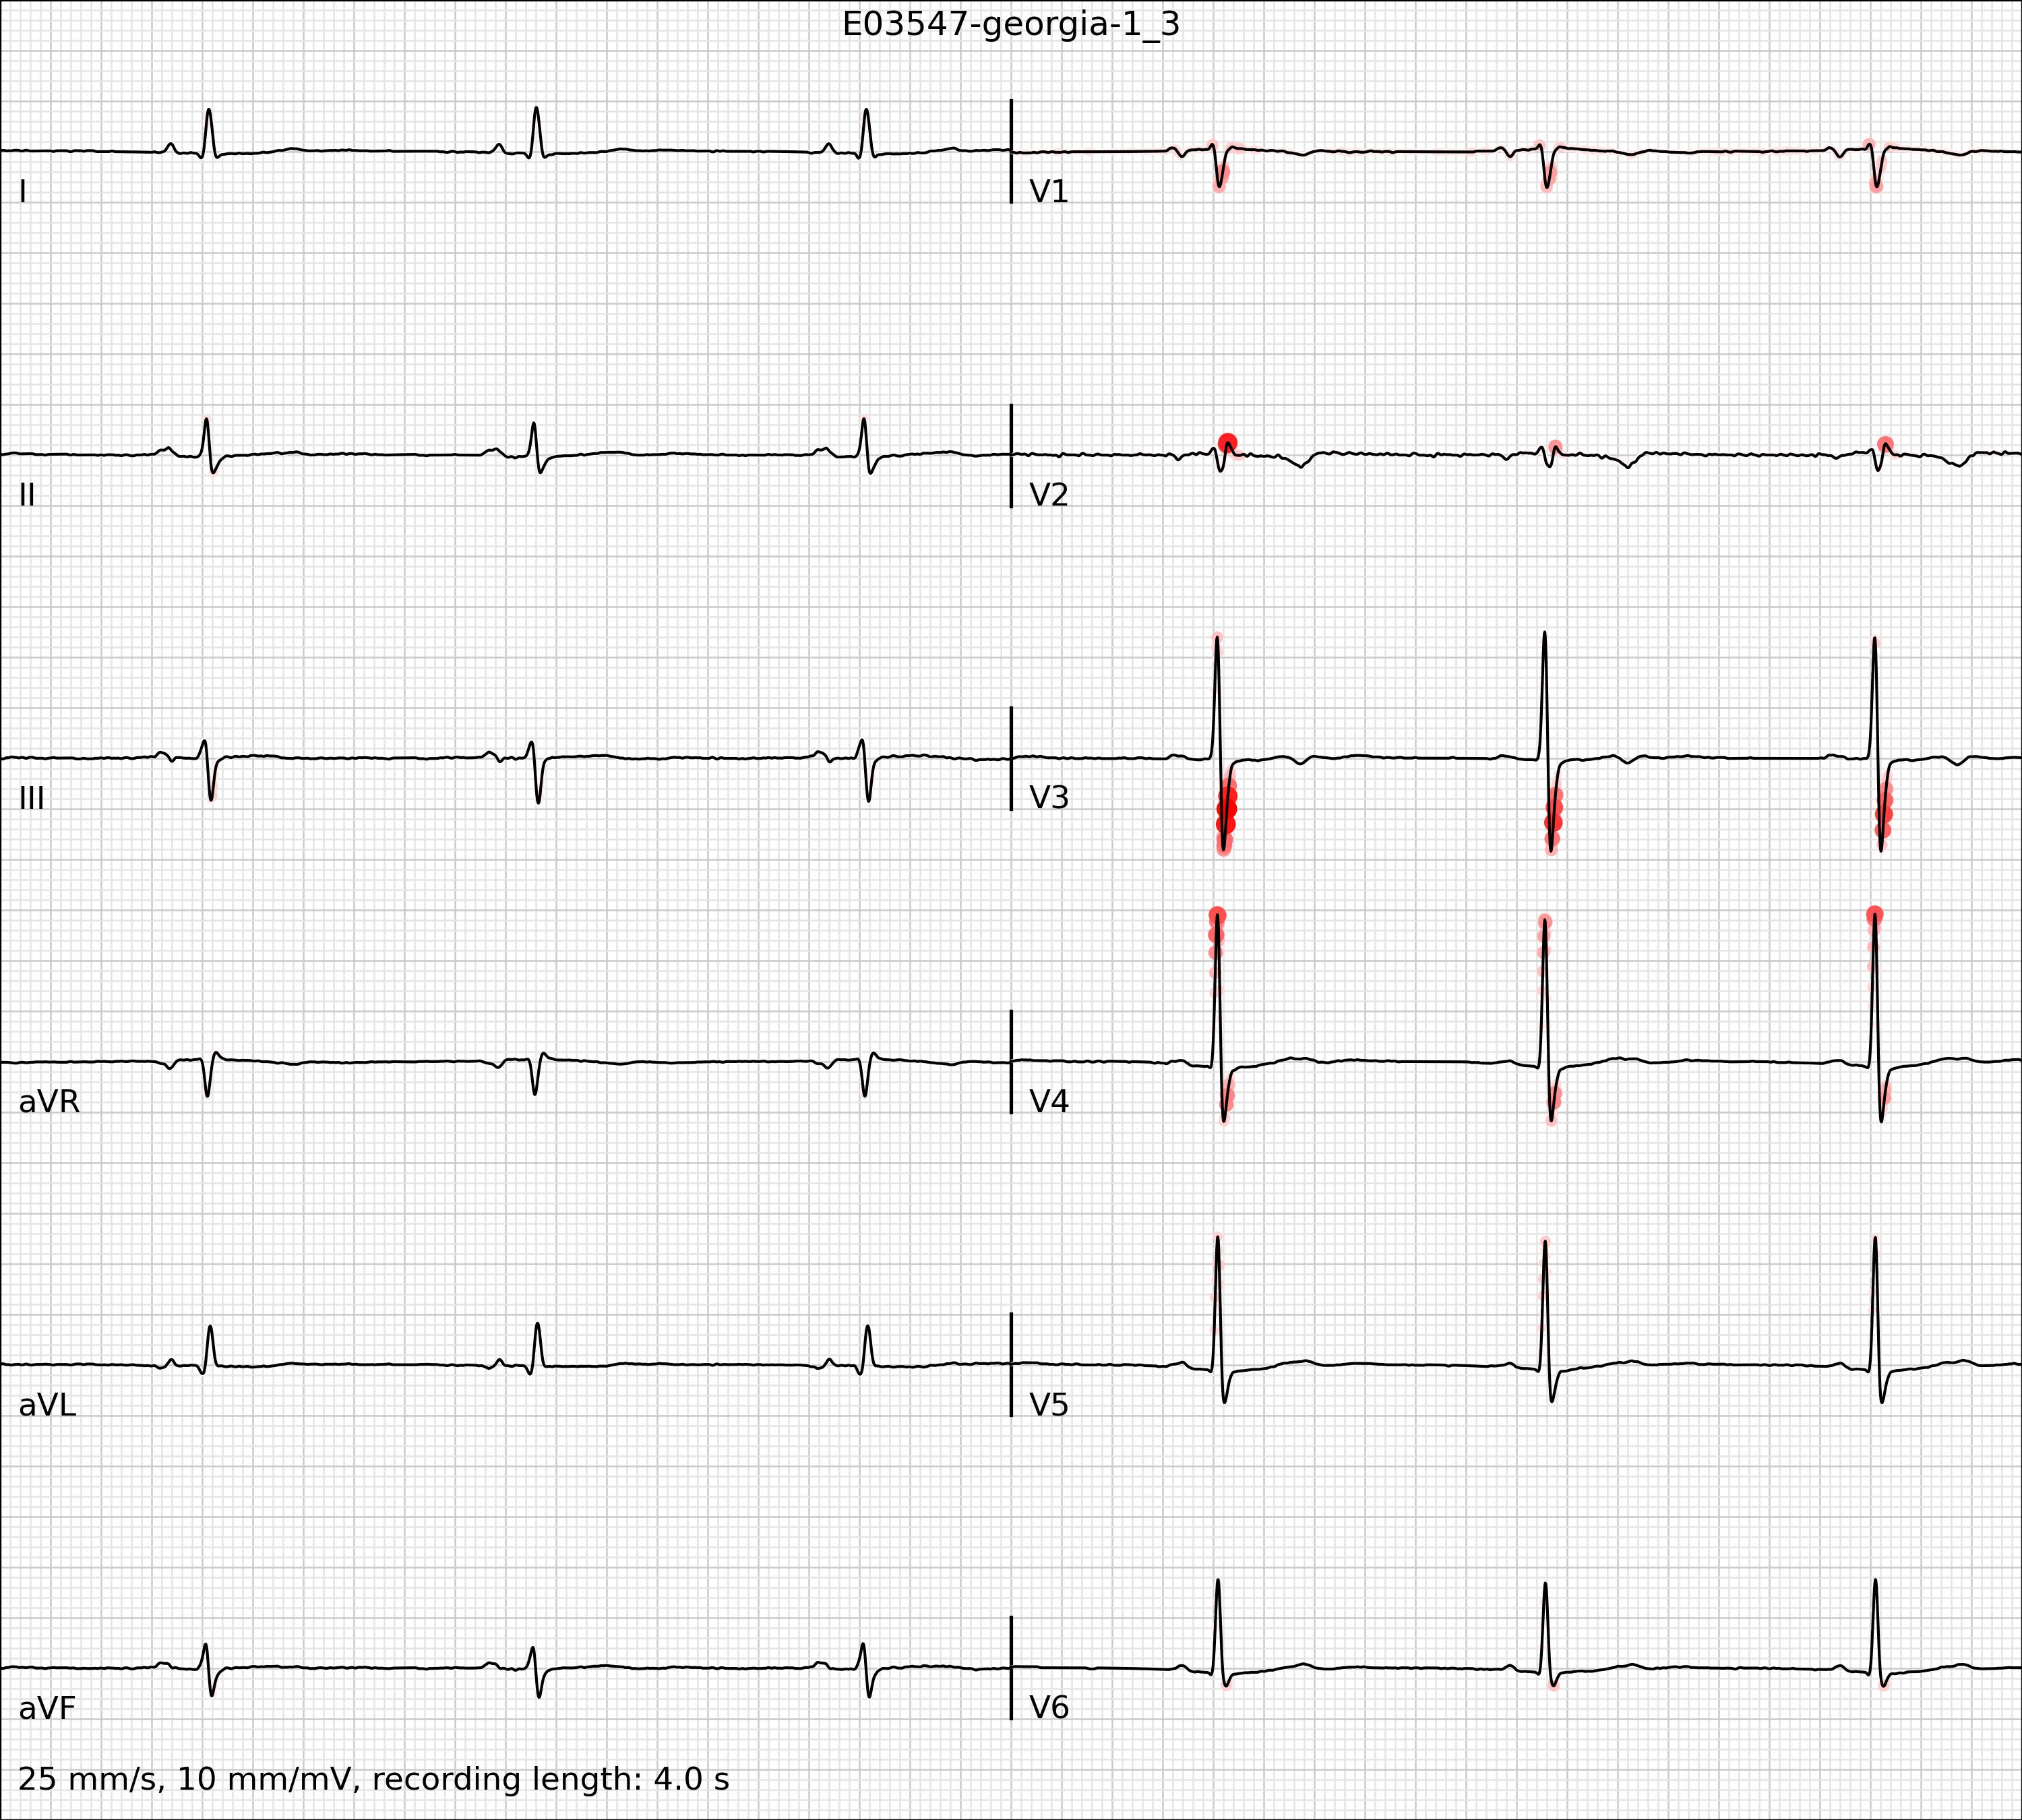 E03547-georgia-1_3
I
V1
II
V2
III
V3
aVR
V4
aVL
V5
aVF
V6
25 mm/s, 10 mm/mV, recording length: 4.0 s